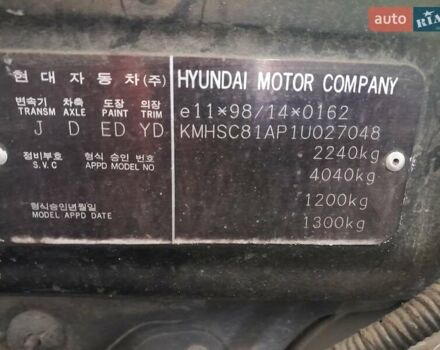 auto RIA
현대자동차(주) HYUNDAI MOTOR COMPANY
변속기 차축 도장 의장
TRANSM AXLE PAINT TRIM
J D ED YD
e11*98/14*0162
KMHSC81AP1U027048
정비부호 형식 승인 번호
S.V.C APPD MODEL NO
2240kg
4040kg
형식승인년월일
MODEL APPD DATE
1200kg
1300kg